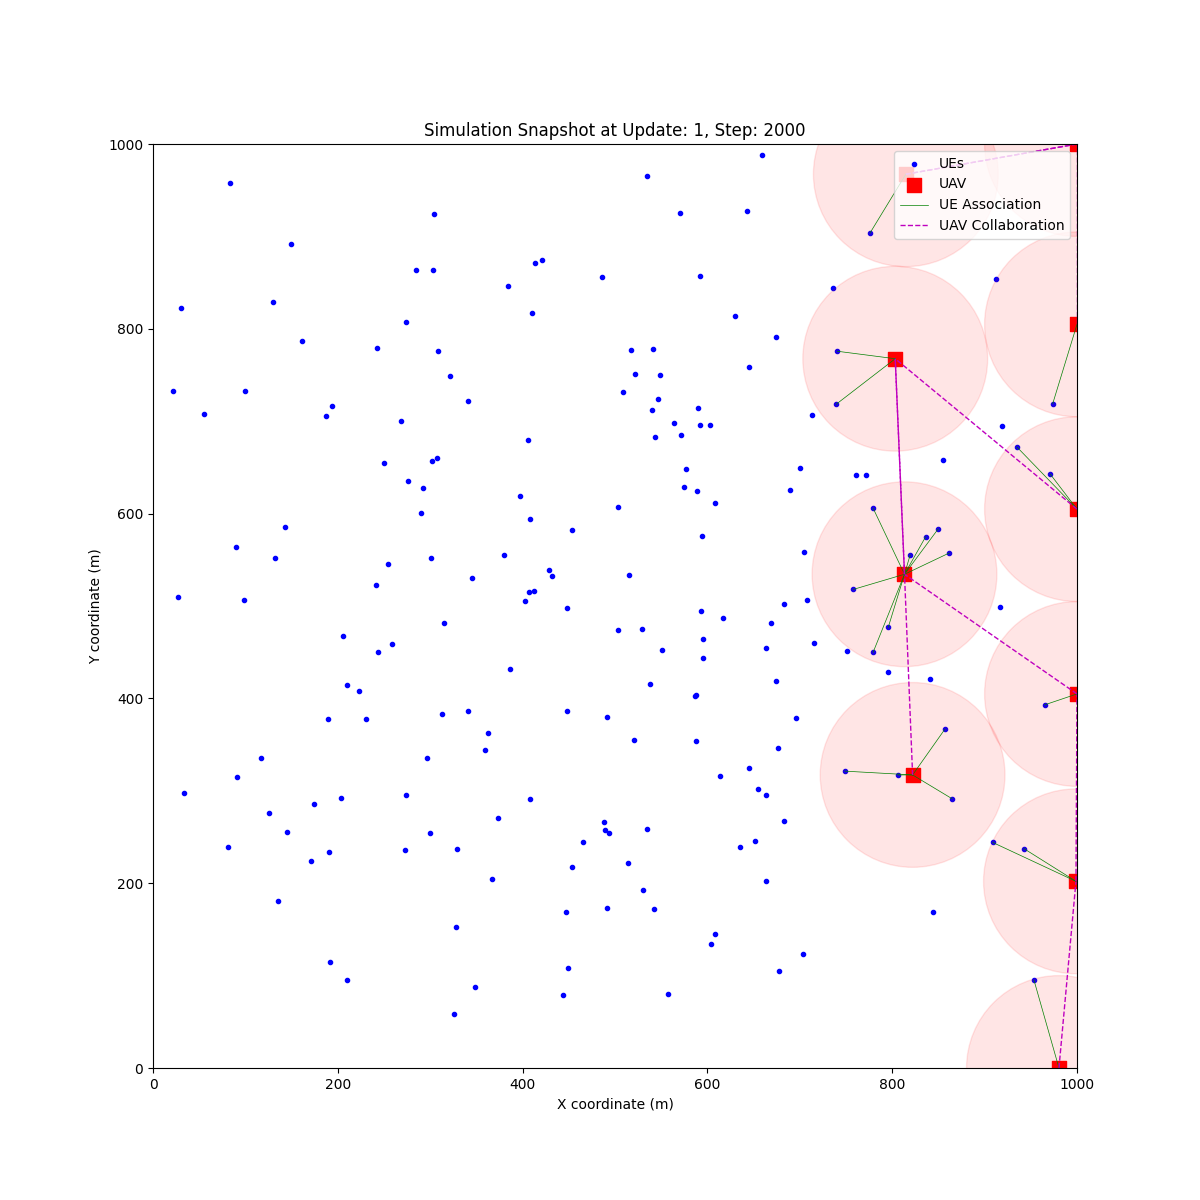 Simulation Snapshot at Update: 1, Step: 2000
1000
800
600
400
200
0
Y coordinate (m)
UEs
UAV
UE Association
UAV Collaboration
0 200 400 600 800 1000
X coordinate (m)